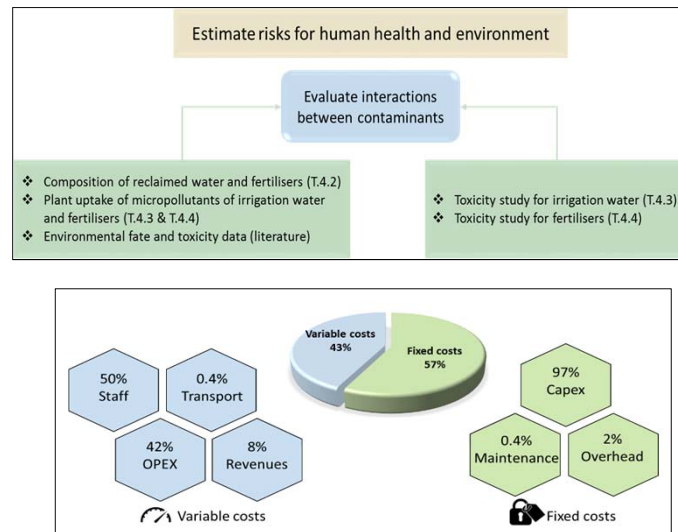 Estimate risks for human health and environment
Evaluate interactions
between contaminants
❖ Composition of reclaimed water and fertilisers (T.4.2)
❖ Plant uptake of micropollutants of irrigation water
and fertilisers (T.4.3 & T.4.4)
❖ Environmental fate and toxicity data (literature)
❖ Toxicity study for irrigation water (T.4.3)
❖ Toxicity study for fertilisers (T.4.4)
Variable costs
43%
Fixed costs
57%
50%
Staff
0.4%
Transport
42%
OPEX
8%
Revenues
Variable costs
97%
Capex
0.4%
Maintenance
2%
Overhead
Fixed costs